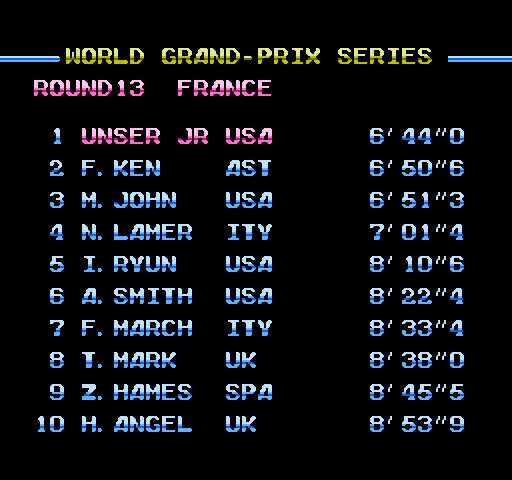 WORLD GRAND-PRIX SERIES
ROUND13 FRANCE
1 UNSER JR USA 6'44"0
2 F. KEN AST 6'50"6
3 M. JOHN USA 6'51"3
4 N. LAMER ITY 7'01"4
5 I. RYUN USA 8'10"6
6 A. SMITH USA 8'22"4
7 F. MARCH ITY 8'33"4
8 T. MARK UK 8'38"0
9 Z. HAMES SPA 8'45"5
10 H. ANGEL UK 8'53"9